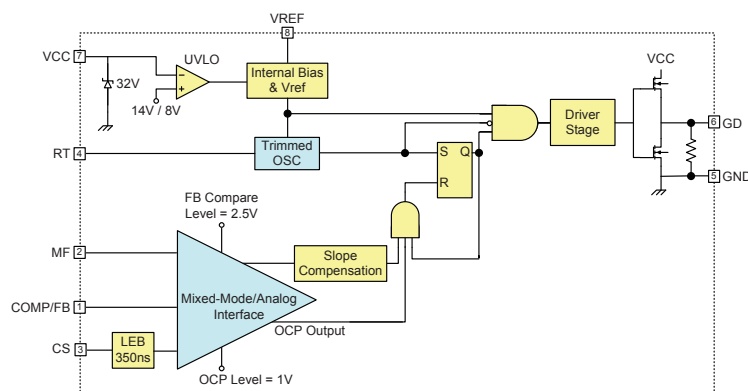 VREF
8
VCC
7
UVLO
32V
14V / 8V
Internal Bias
& Vref
VCC
Driver
Stage
6
GD
RT
4
Trimmed
OSC
S
Q
R
5
GND
FB Compare
Level = 2.5V
MF
2
Slope
Compensation
COMP/FB
1
Mixed-Mode/Analog
Interface
OCP Output
CS
3
LEB
350ns
OCP Level = 1V